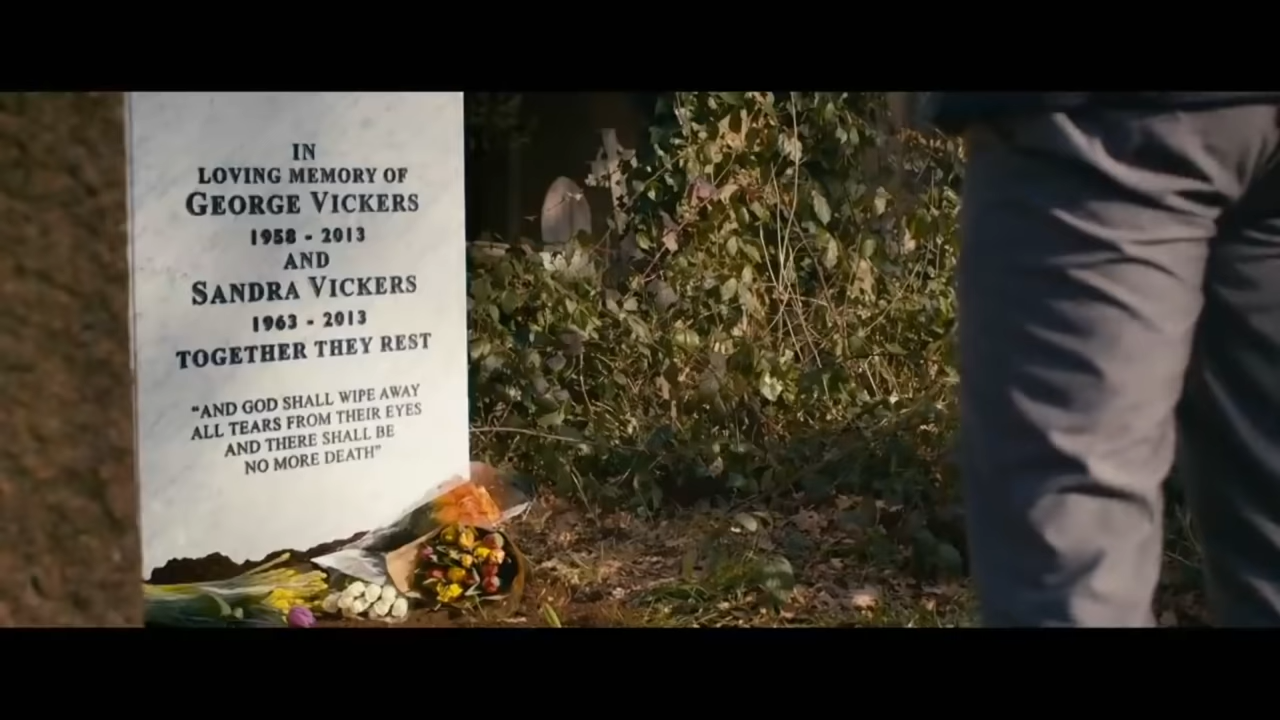 IN
LOVING MEMORY OF
GEORGE VICKERS
1958 - 2013
AND
SANDRA VICKERS
1963 - 2013
TOGETHER THEY REST
"AND GOD SHALL WIPE AWAY
ALL TEARS FROM THEIR EYES
AND THERE SHALL BE
NO MORE DEATH"